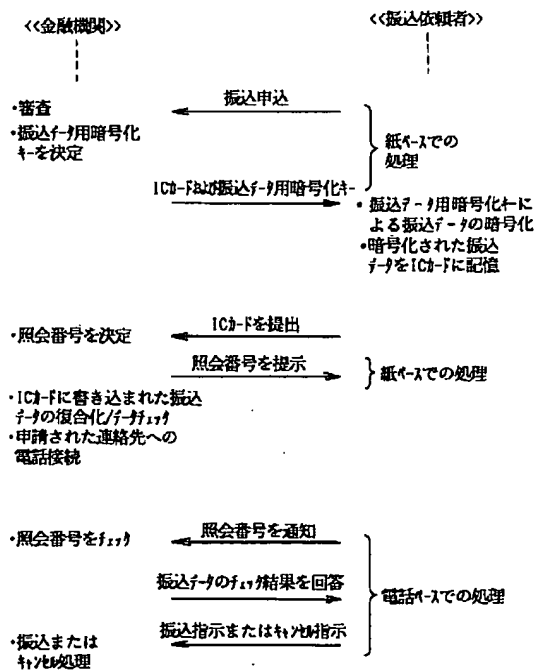 <<金融機関>>
<<振込依頼者>>
振込申込
・審査
・振込データ用暗号化
キーを決定
紙ベースでの
処理
ICカードおよび振込データ用暗号化キー
・振込データ用暗号化キーに
よる振込データの暗号化
・暗号化された振込
データをICカードに記憶
ICカードを提出
・照会番号を決定
照会番号を提示
紙ベースでの処理
・ICカードに書き込まれた振込
データの復合化/データチェック
・申請された連絡先への
電話接続
照会番号を通知
・照会番号をチェック
振込データのチェック結果を回答
電話ベースでの処理
振込指示またはキャンセル指示
・振込または
キャンセル処理